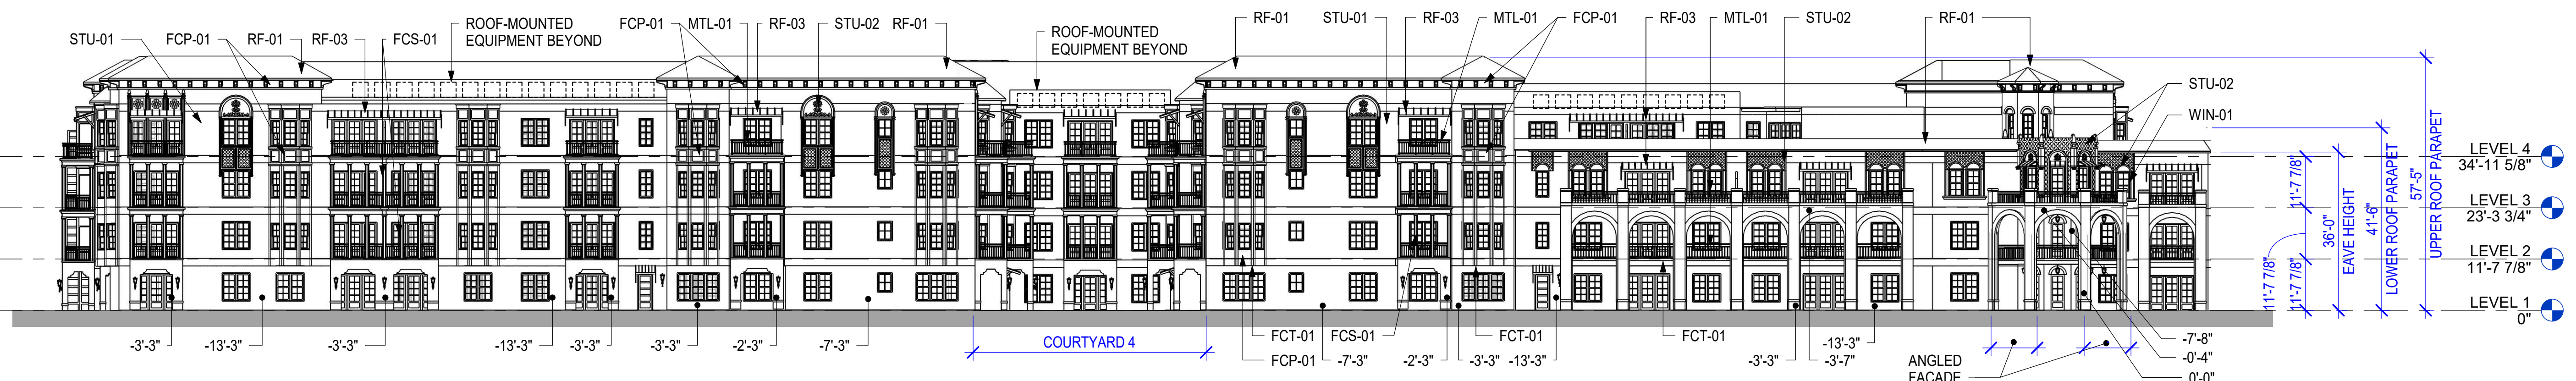 ROOF-MOUNTED
EQUIPMENT BEYOND
STU-01
FCP-01
RF-01
RF-03
FCS-01
FCP-01
MTL-01
RF-03
STU-02
RF-01
ROOF-MOUNTED
EQUIPMENT BEYOND
RF-01
STU-01
RF-03
MTL-01
FCP-01
RF-03
MTL-01
STU-02
RF-01
STU-02
WIN-01
LEVEL 4
34'-11 5/8"
LEVEL 3
23'-3 3/4"
LEVEL 2
11'-7 7/8"
LEVEL 1
0"
11'-7 7/8"
11'-7 7/8"
11'-7 7/8"
36'-0"
EAVE HEIGHT
41'-6"
LOWER ROOF PARAPET
57'-5"
UPPER ROOF PARAPET
-3'-3"
-13'-3"
-3'-3"
-13'-3"
-3'-3"
-3'-3"
-2'-3"
-7'-3"
COURTYARD 4
FCT-01
FCP-01
-7'-3"
FCS-01
-2'-3"
FCT-01
-3'-3"
-13'-3"
FCT-01
-3'-3"
-13'-3"
-3'-7"
ANGLED
FACADE
-7'-8"
-0'-4"
0'-0"